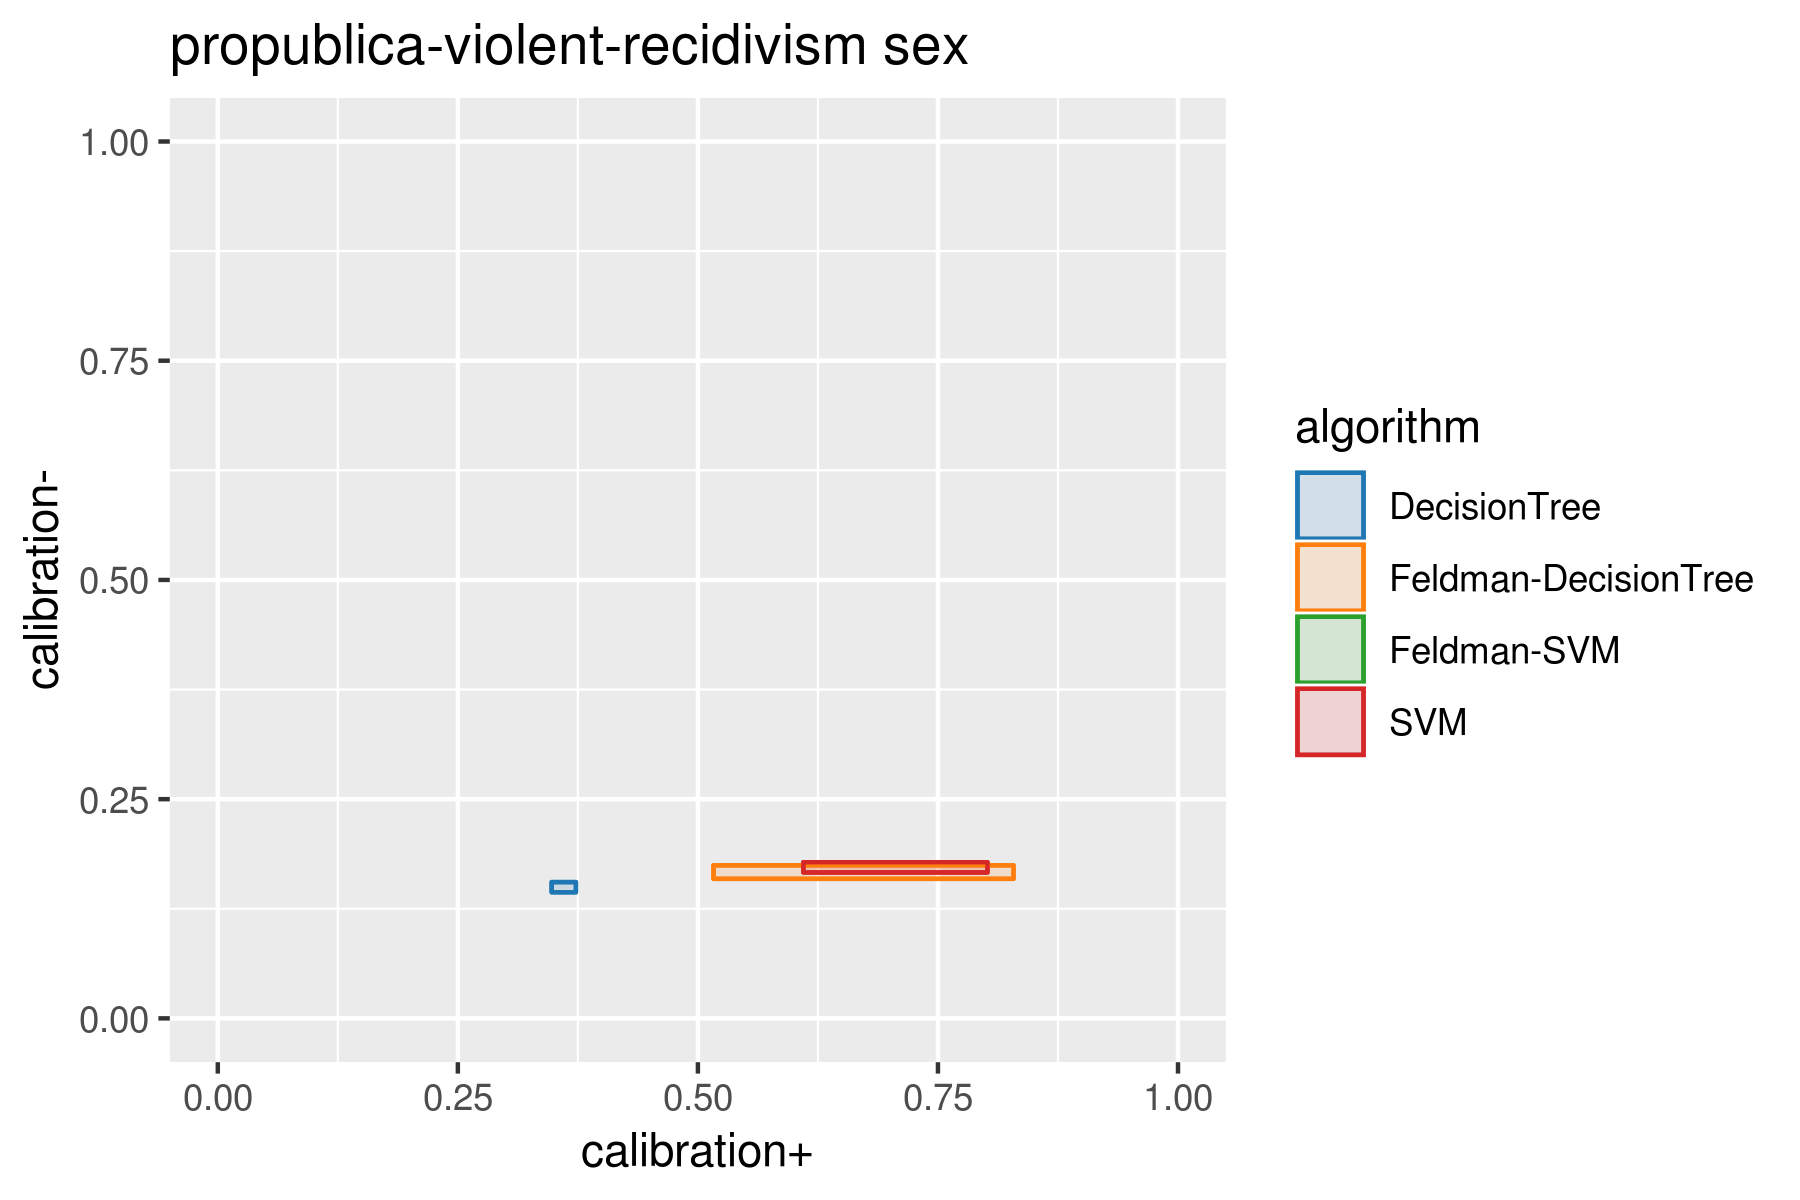 propublica-violent-recidivism sex
1.00
0.75
0.50
0.25
0.00
calibration-
0.00 0.25 0.50 0.75 1.00
calibration+
algorithm
DecisionTree
Feldman-DecisionTree
Feldman-SVM
SVM